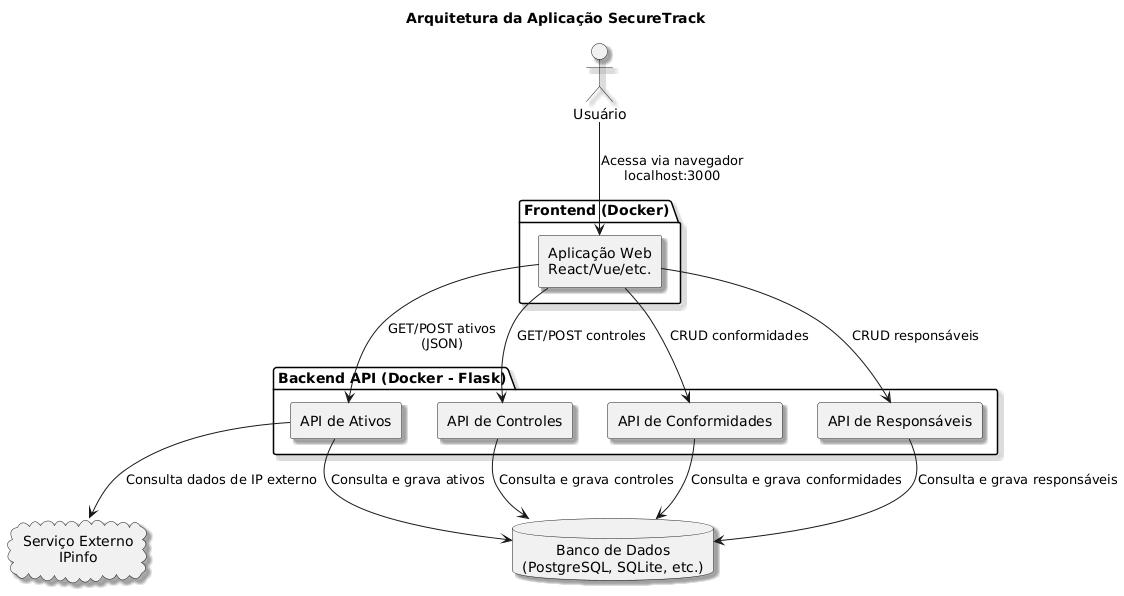 Arquitetura da Aplicação SecureTrack
Usuário
Acessa via navegador
localhost:3000
Frontend (Docker)
Aplicação Web
React/Vue/etc.
GET/POST ativos
(JSON)
GET/POST controles
CRUD conformidades
CRUD responsáveis
Backend API (Docker - Flask)
API de Ativos
API de Controles
API de Conformidades
API de Responsáveis
Consulta dados de IP externo
Consulta e grava ativos
Consulta e grava controles
Consulta e grava conformidades
Consulta e grava responsáveis
Serviço Externo
IPinfo
Banco de Dados
(PostgreSQL, SQLite, etc.)